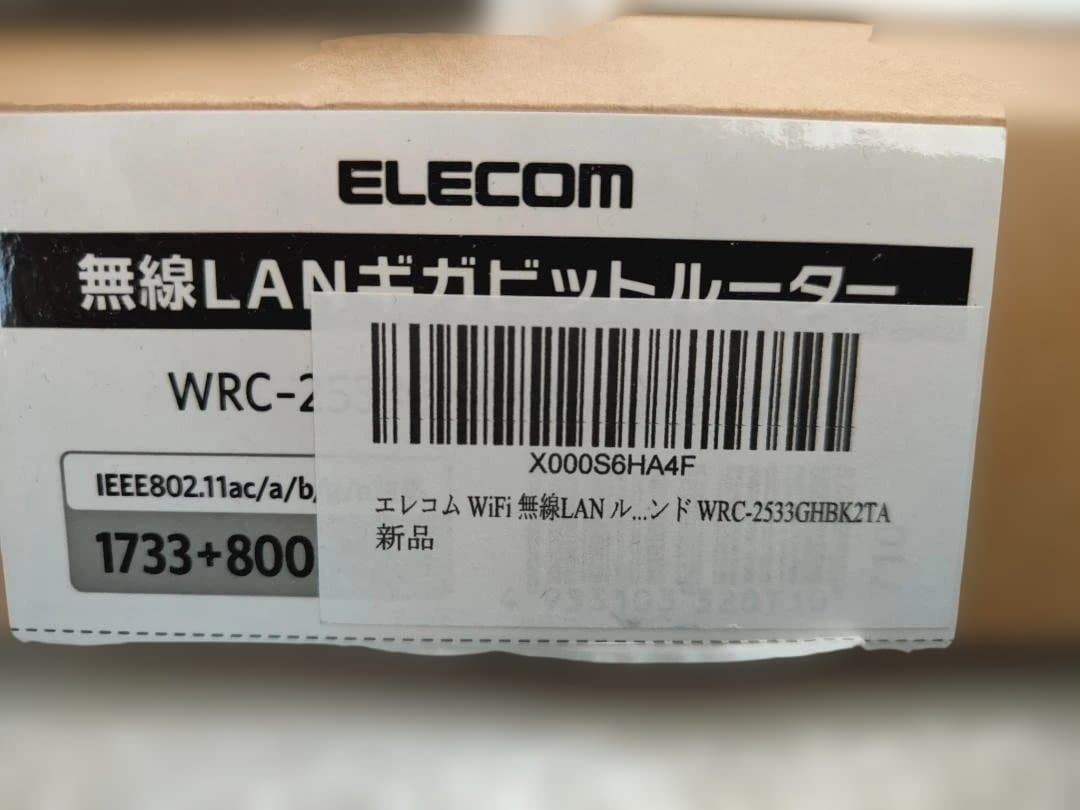 ELECOM
無線LANギガビットルーター
WRC-2533
IEEE802.11ac/a/b/
1733+800
X000S6HA4F
エレコム WiFi 無線LAN ル...ンド WRC-2533GHBK2TA
新品